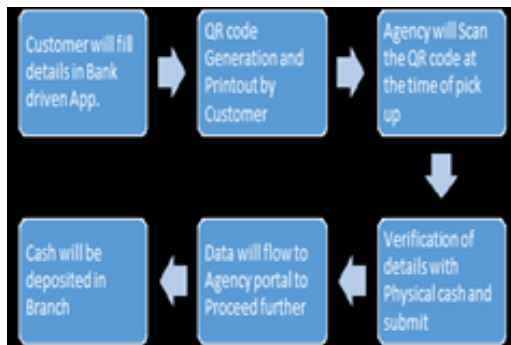 Customer will fill
details in Bank
driven App.
QR code
Generation and
Printout by
Customer
Agency will Scan
the QR code at
the time of pick
up
Verification of
details with
Physical cash and
submit
Data will flow to
Agency portal to
Proceed further
Cash will be
deposited in
Branch